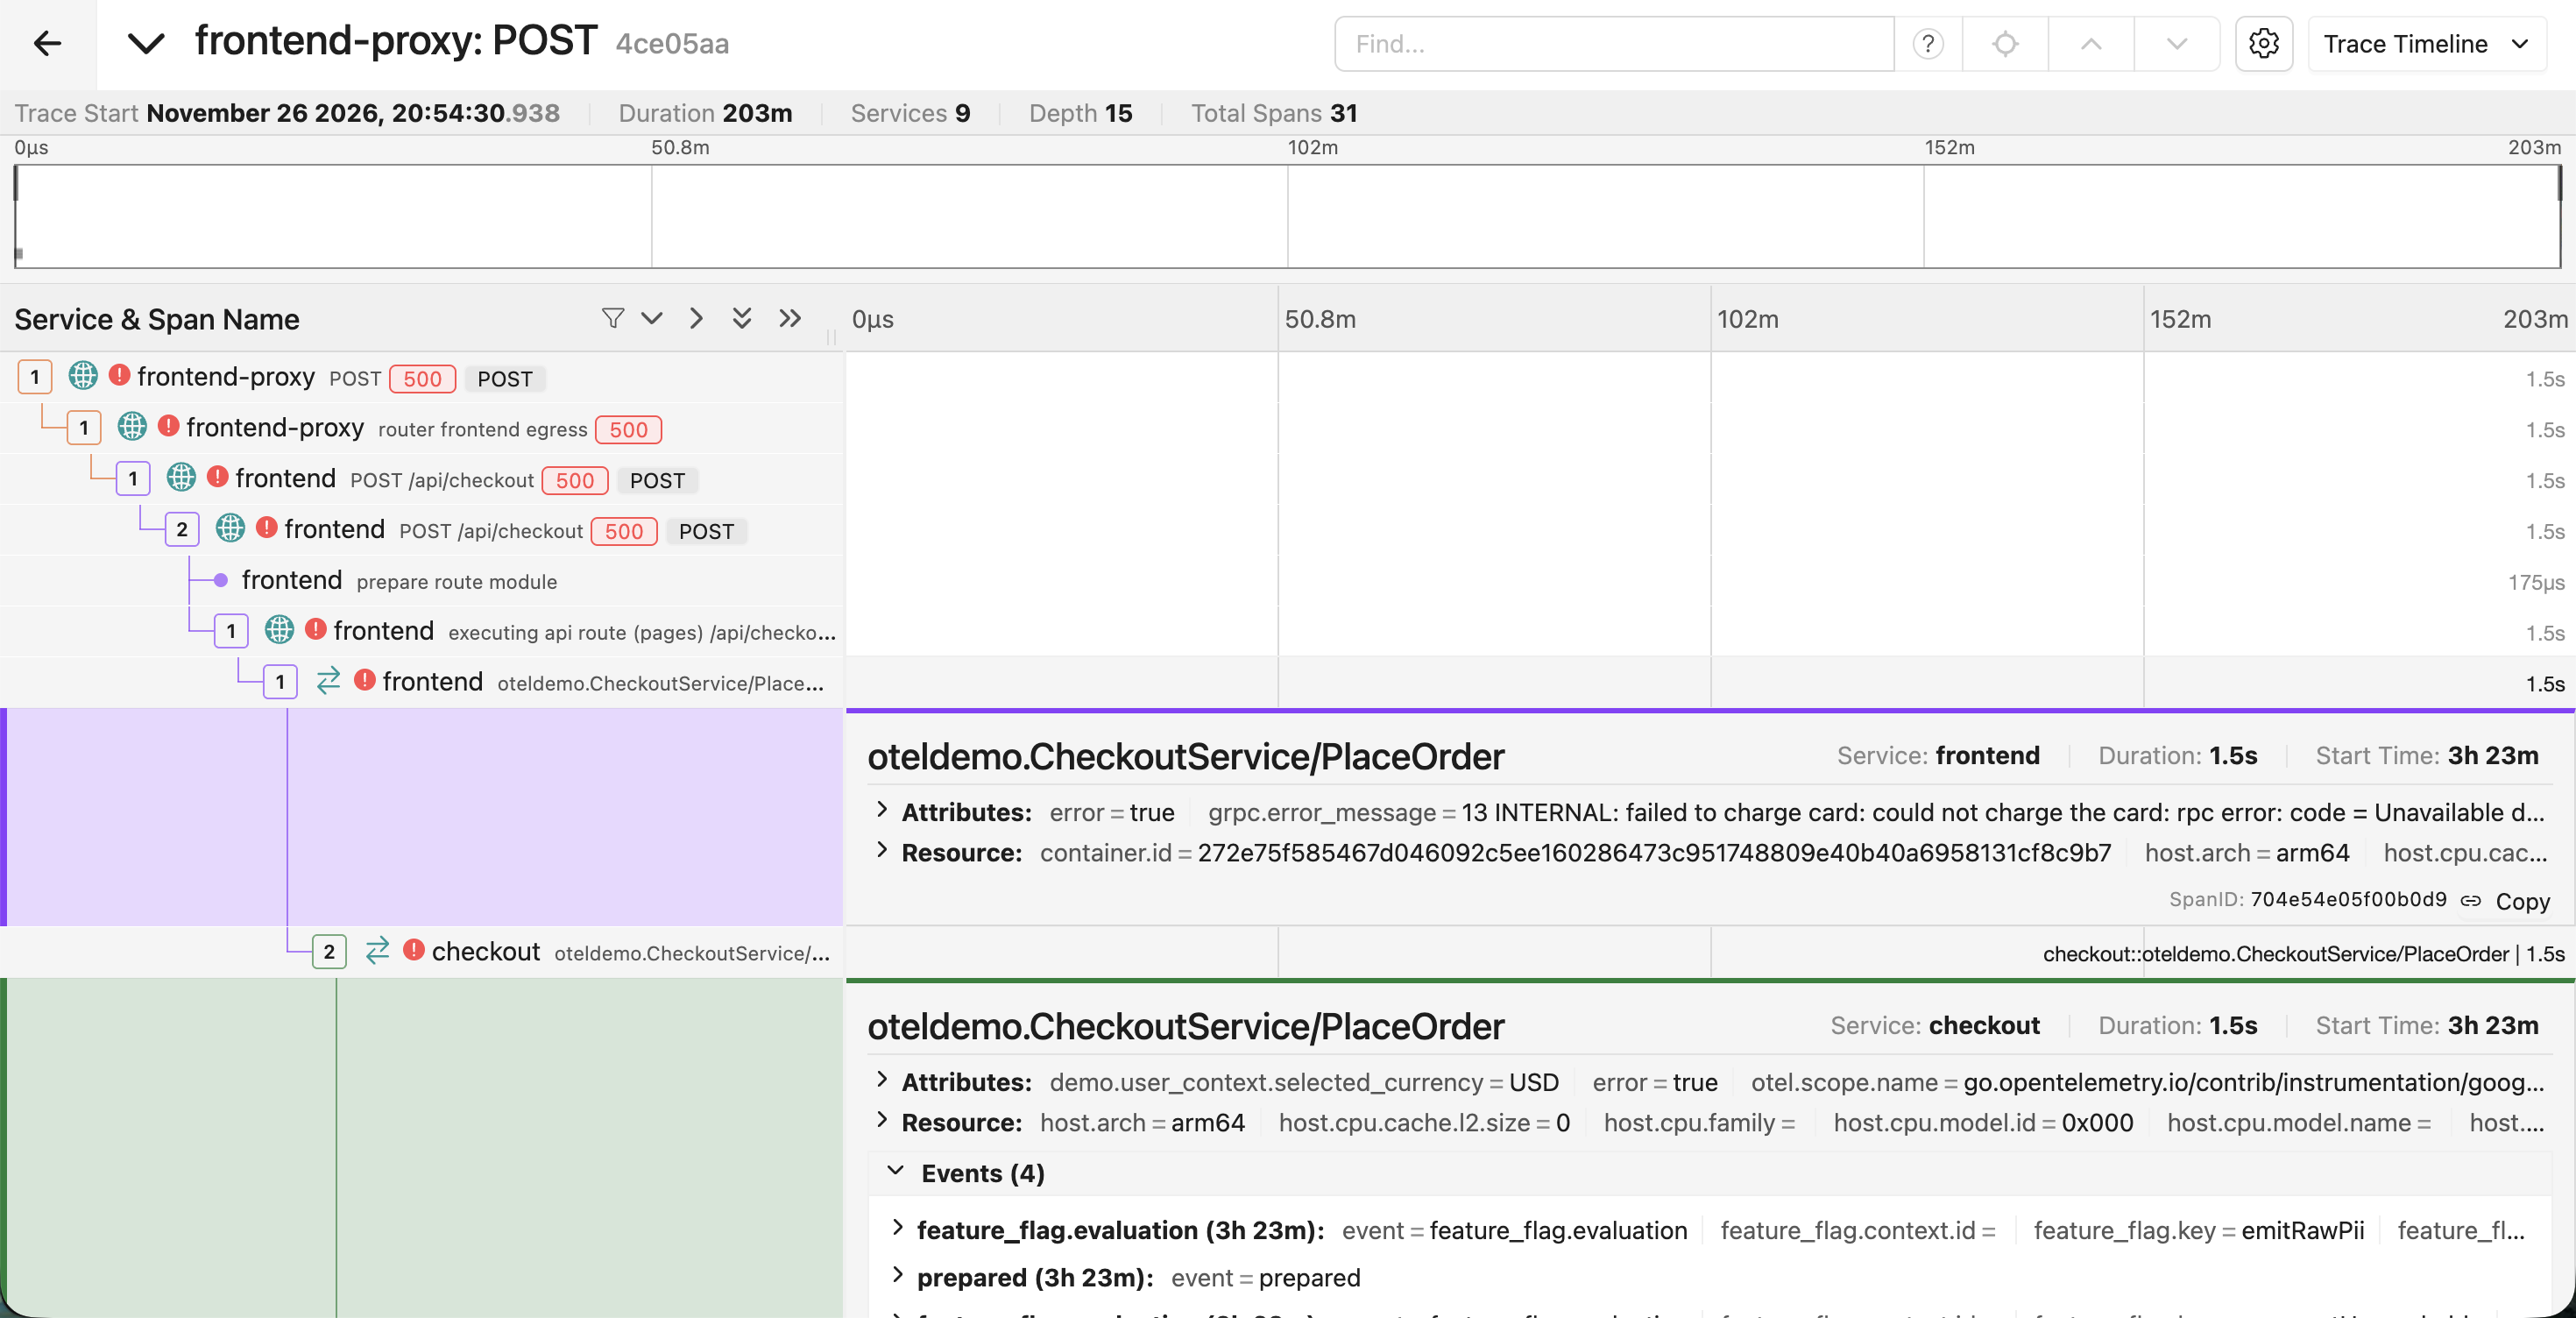 frontend-proxy: POST 4ce05aa
Find...
?
Trace Timeline
Trace Start November 26 2026, 20:54:30.938 Duration 203m Services 9 Depth 15 Total Spans 31
0µs 50.8m 102m 152m 203m
Service & Span Name 0µs 50.8m 102m 152m 203m
1 frontend-proxy POST 500 POST 1.5s
1 frontend-proxy router frontend egress 500 1.5s
1 frontend POST /api/checkout 500 POST 1.5s
2 frontend POST /api/checkout 500 POST 1.5s
frontend prepare route module 175µs
1 frontend executing api route (pages) /api/checko... 1.5s
1 frontend oteldemo.CheckoutService/Place... 1.5s
oteldemo.CheckoutService/PlaceOrder Service: frontend Duration: 1.5s Start Time: 3h 23m
Attributes: error = true grpc.error_message = 13 INTERNAL: failed to charge card: could not charge the card: rpc error: code = Unavailable d...
Resource: container.id = 272e75f585467d046092c5ee160286473c951748809e40b40a6958131cf8c9b7 host.arch = arm64 host.cpu.cac...
SpanID: 704e54e05f00b0d9 Copy
2 checkout oteldemo.CheckoutService/... checkout::oteldemo.CheckoutService/PlaceOrder | 1.5s
oteldemo.CheckoutService/PlaceOrder Service: checkout Duration: 1.5s Start Time: 3h 23m
Attributes: demo.user_context.selected_currency = USD error = true otel.scope.name = go.opentelemetry.io/contrib/instrumentation/goog...
Resource: host.arch = arm64 host.cpu.cache.l2.size = 0 host.cpu.family = host.cpu.model.id = 0x000 host.cpu.model.name = host....
Events (4)
feature_flag.evaluation (3h 23m): event = feature_flag.evaluation feature_flag.context.id = feature_flag.key = emitRawPii feature_fl...
prepared (3h 23m): event = prepared